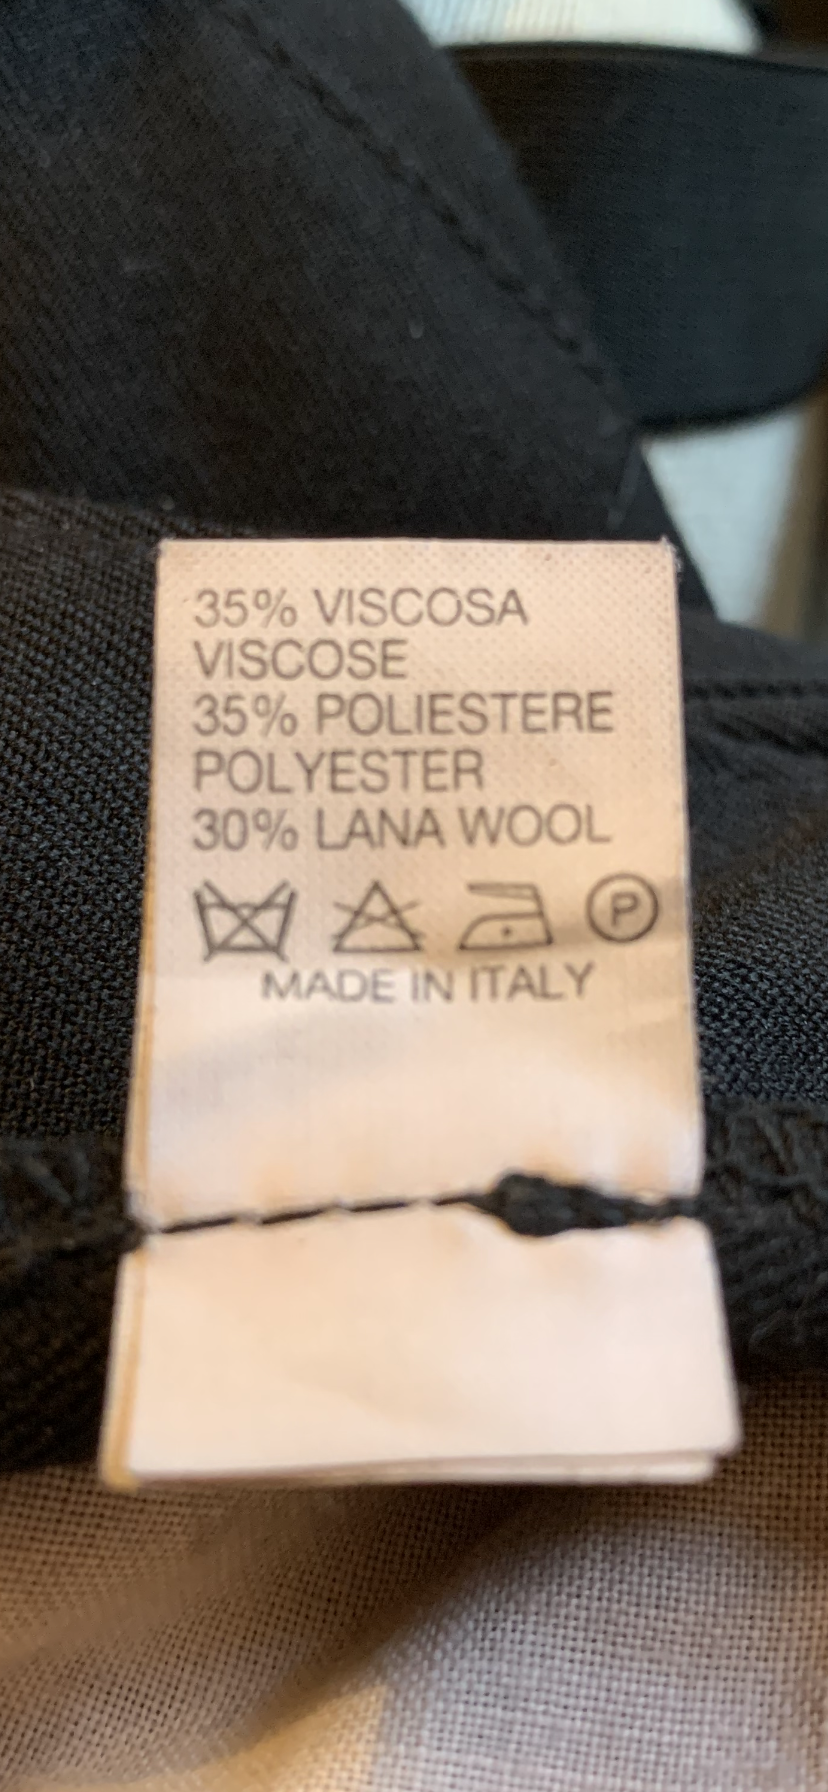 35% VISCOSA
VISCOSE
35% POLIESTERE
POLYESTER
30% LANA WOOL
P
MADE IN ITALY